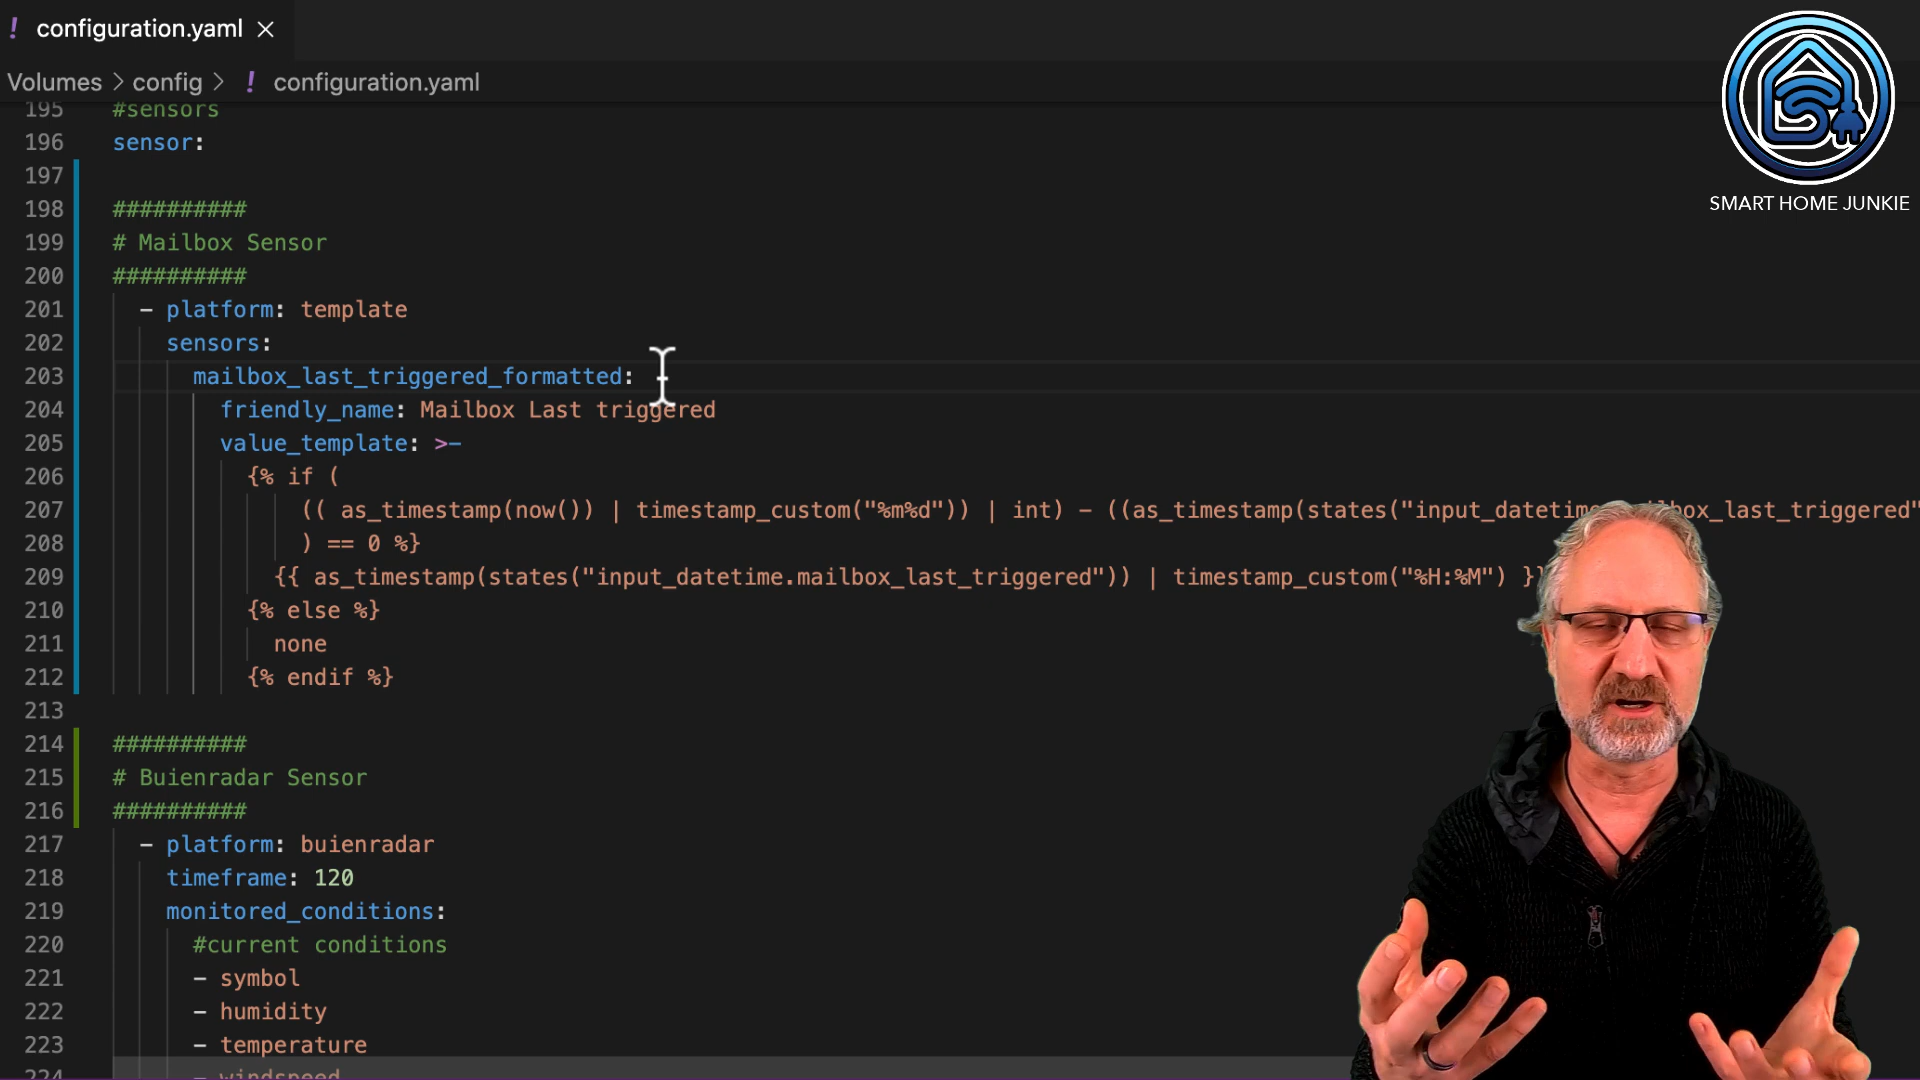 ! configuration.yaml ×
Volumes > config > ! configuration.yaml
SMART HOME JUNKIE
195 #sensors
196 sensor:
197
198 ##########
199 # Mailbox Sensor
200 ##########
201 - platform: template
202 sensors:
203 mailbox_last_triggered_formatted:
204 friendly_name: Mailbox Last triggered
205 value_template: >-
206 {% if (
207 (( as_timestamp(now()) | timestamp_custom("%m%d")) | int) - ((as_timestamp(states("input_datetime box_last_triggered"
208 ) == 0 %}
209 {{ as_timestamp(states("input_datetime.mailbox_last_triggered")) | timestamp_custom("%H:%M") }}
210 {% else %}
211 none
212 {% endif %}
213
214 ##########
215 # Buienradar Sensor
216 ##########
217 - platform: buienradar
218 timeframe: 120
219 monitored_conditions:
220 #current conditions
221 - symbol
222 - humidity
223 - temperature
224 - windspeed